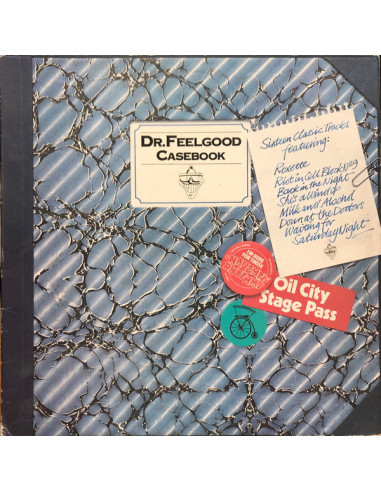 DR.FEELGOOD
CASEBOOK
Sixteen Classic Tracks
featuring:
Roxette
Riot in Cell Block No 9
Back in the Night
She's a Wind Up
Milk and Alcohol
Down at the Doctors
Waiting for
Saturday Night
Oil City
Stage Pass